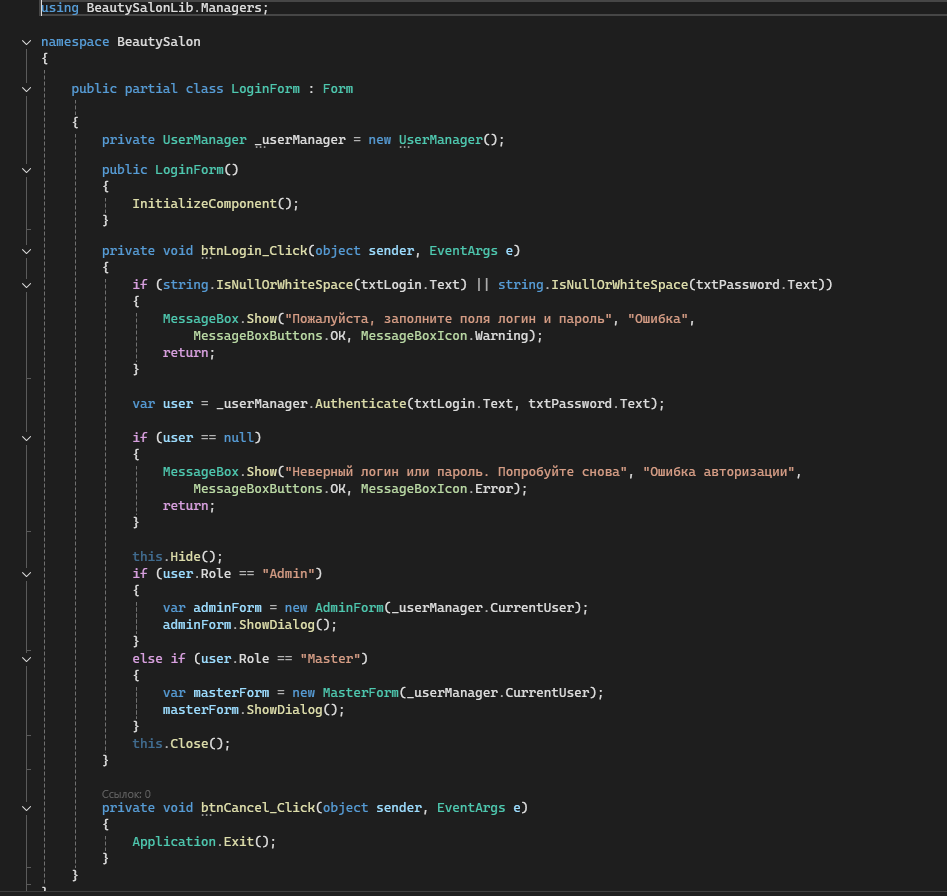 using BeautySalonLib.Managers;
namespace BeautySalon
{
public partial class LoginForm : Form
{
private UserManager _userManager = new UserManager();
public LoginForm()
{
InitializeComponent();
}
private void btnLogin_Click(object sender, EventArgs e)
{
if (string.IsNullOrWhiteSpace(txtLogin.Text) || string.IsNullOrWhiteSpace(txtPassword.Text))
{
MessageBox.Show("Пожалуйста, заполните поля логин и пароль", "Ошибка",
MessageBoxButtons.OK, MessageBoxIcon.Warning);
return;
}
var user = _userManager.Authenticate(txtLogin.Text, txtPassword.Text);
if (user == null)
{
MessageBox.Show("Неверный логин или пароль. Попробуйте снова", "Ошибка авторизации",
MessageBoxButtons.OK, MessageBoxIcon.Error);
return;
}
this.Hide();
if (user.Role == "Admin")
{
var adminForm = new AdminForm(_userManager.CurrentUser);
adminForm.ShowDialog();
}
else if (user.Role == "Master")
{
var masterForm = new MasterForm(_userManager.CurrentUser);
masterForm.ShowDialog();
}
this.Close();
}
Ссылок: 0
private void btnCancel_Click(object sender, EventArgs e)
{
Application.Exit();
}
}
}